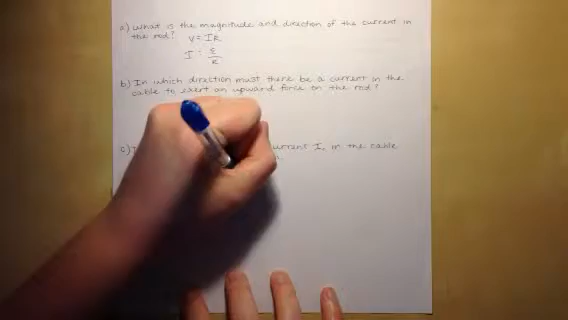 a) What is the magnitude and direction of the current in
the rod? V = IR
I = ε/R
b) In which direction must there be a current in the
cable to exert an upward force on the rod?
c) current I, in the cable